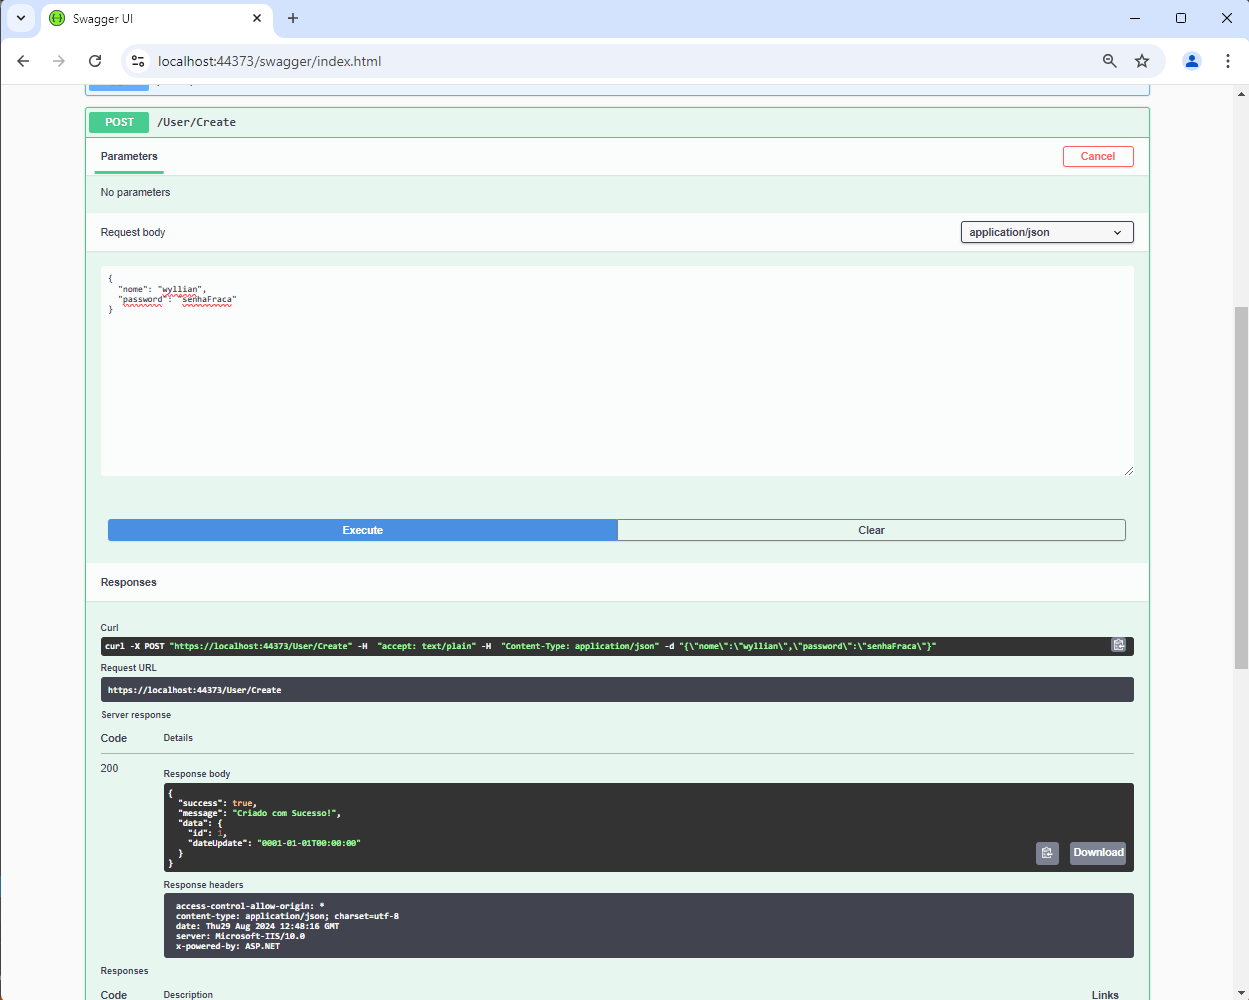 Swagger UI
localhost:44373/swagger/index.html
POST /User/Create
Parameters
Cancel
No parameters
Request body
application/json
{
"nome": "wyllian",
"password": "senhaFraca"
}
Execute
Clear
Responses
Curl
curl -X POST "https://localhost:44373/User/Create" -H  "accept: text/plain" -H  "Content-Type: application/json" -d "{\"nome\":\"wyllian\",\"password\":\"senhaFraca\"}"
Request URL
https://localhost:44373/User/Create
Server response
Code Details
200
Response body
{
"success": true,
"message": "Criado com Sucesso!",
"data": {
"id": 1,
"dateUpdate": "0001-01-01T00:00:00"
}
}
Download
Response headers
access-control-allow-origin: *
content-type: application/json; charset=utf-8
date: Thu29 Aug 2024 12:48:16 GMT
server: Microsoft-IIS/10.0
x-powered-by: ASP.NET
Responses
Code Description Links